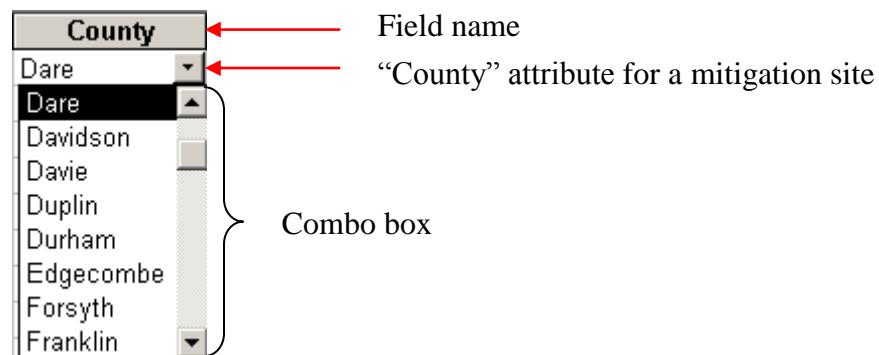 County
Field name
Dare
“County” attribute for a mitigation site
Dare
Davidson
Davie
Duplin
Durham
Combo box
Edgecombe
Forsyth
Franklin